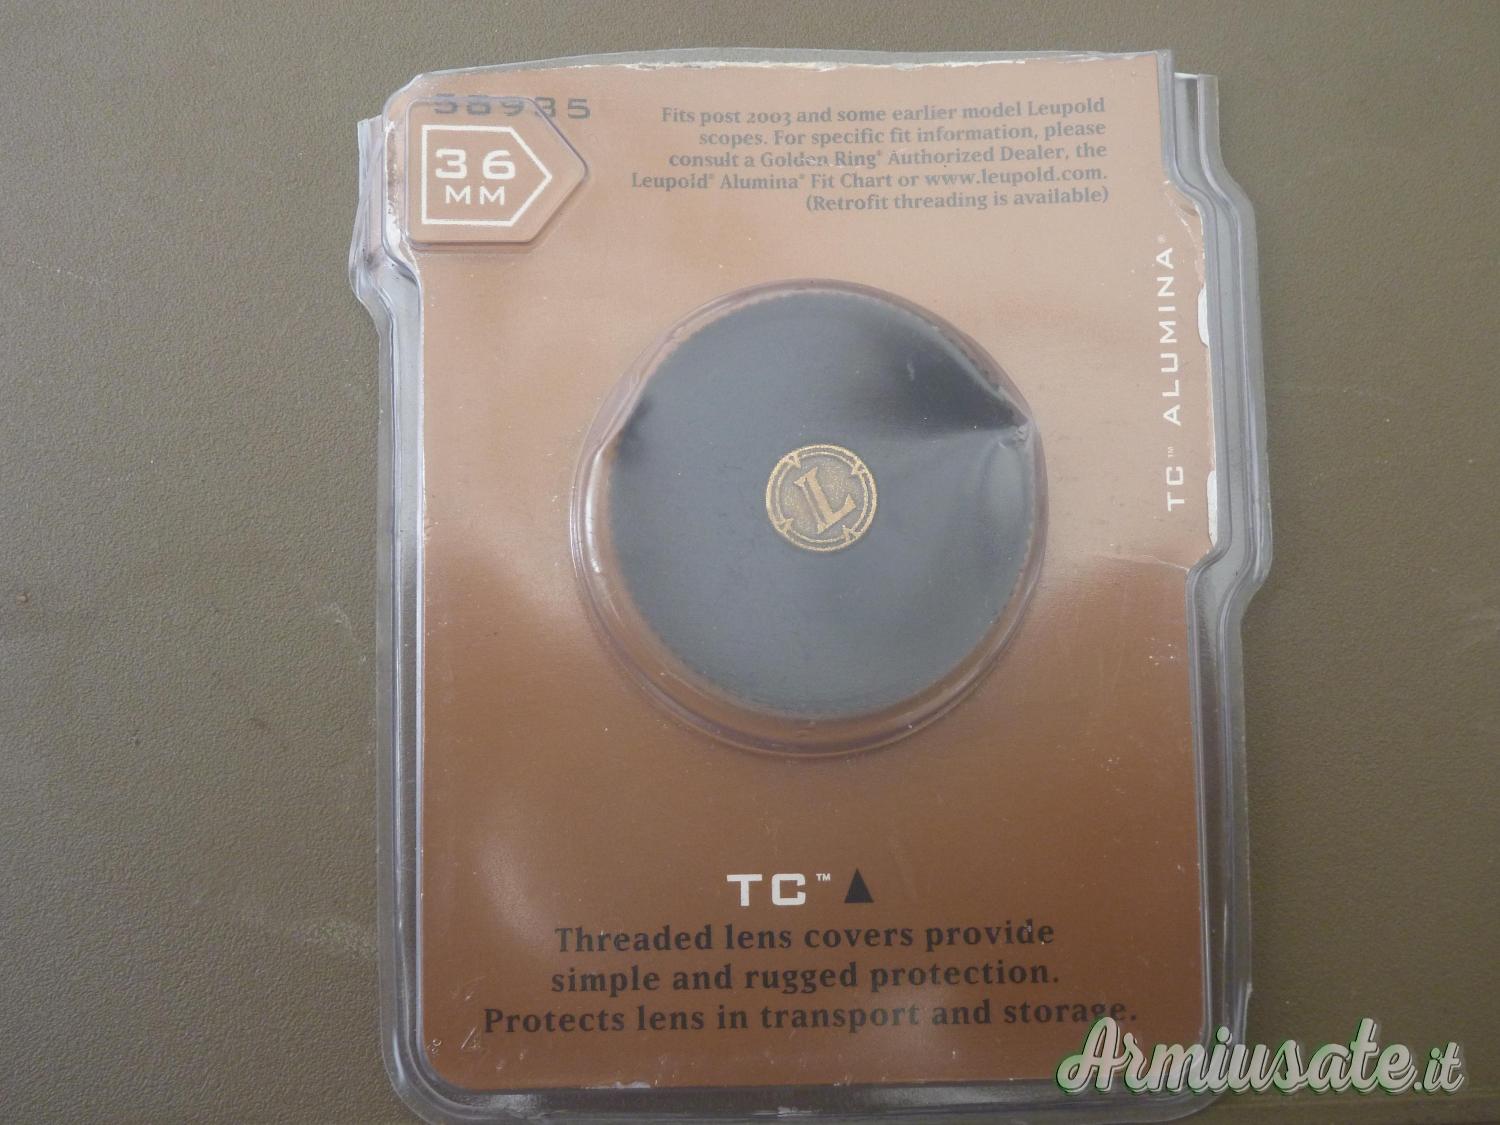 58935
36
MM
Fits post 2003 and some earlier model Leupold
scopes. For specific fit information, please
consult a Golden Ring® Authorized Dealer, the
Leupold® Alumina® Fit Chart or www.leupold.com.
(Retrofit threading is available)
TC™ ALUMINA®
L
TC™
Threaded lens covers provide
simple and rugged protection.
Protects lens in transport and storage.
Armiusate.it